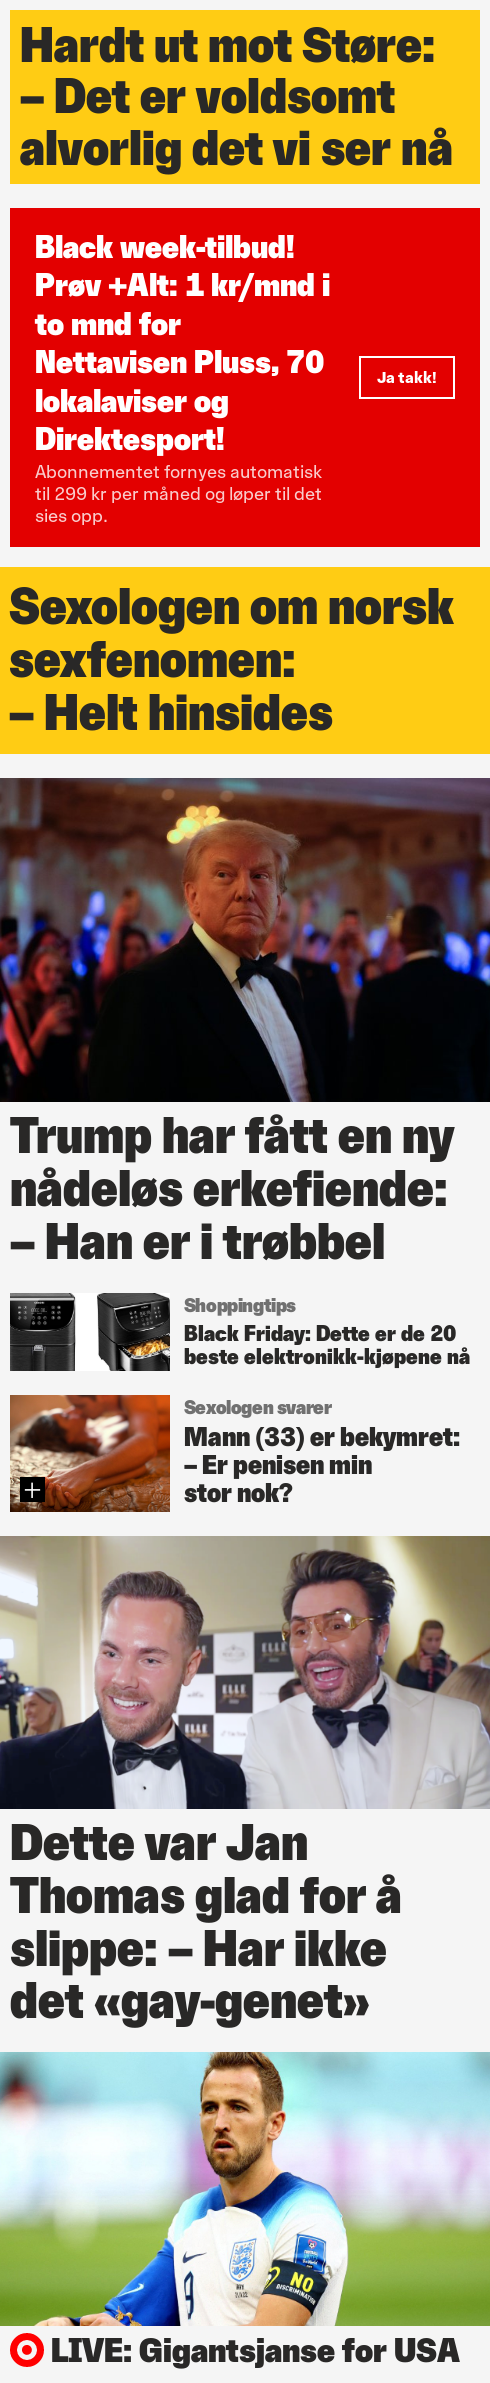 Hardt ut mot Støre:
– Det er voldsomt
alvorlig det vi ser nå
Black week-tilbud!
Prøv +Alt: 1 kr/mnd i
to mnd for
Nettavisen Pluss, 70
lokalaviser og
Direktesport!
Abonnementet fornyes automatisk
til 299 kr per måned og løper til det
sies opp.
Ja takk!
Sexologen om norsk
sexfenomen:
– Helt hinsides
Trump har fått en ny
nådeløs erkefiende:
– Han er i trøbbel
Shoppingtips
Black Friday: Dette er de 20
beste elektronikk-kjøpene nå
Sexologen svarer
Mann (33) er bekymret:
– Er penisen min
stor nok?
ELLE
ELLE
ELLE
Dette var Jan
Thomas glad for å
slippe: – Har ikke
det «gay-genet»
9
NO
DISCRIMINATION
LIVE: Gigantsjanse for USA